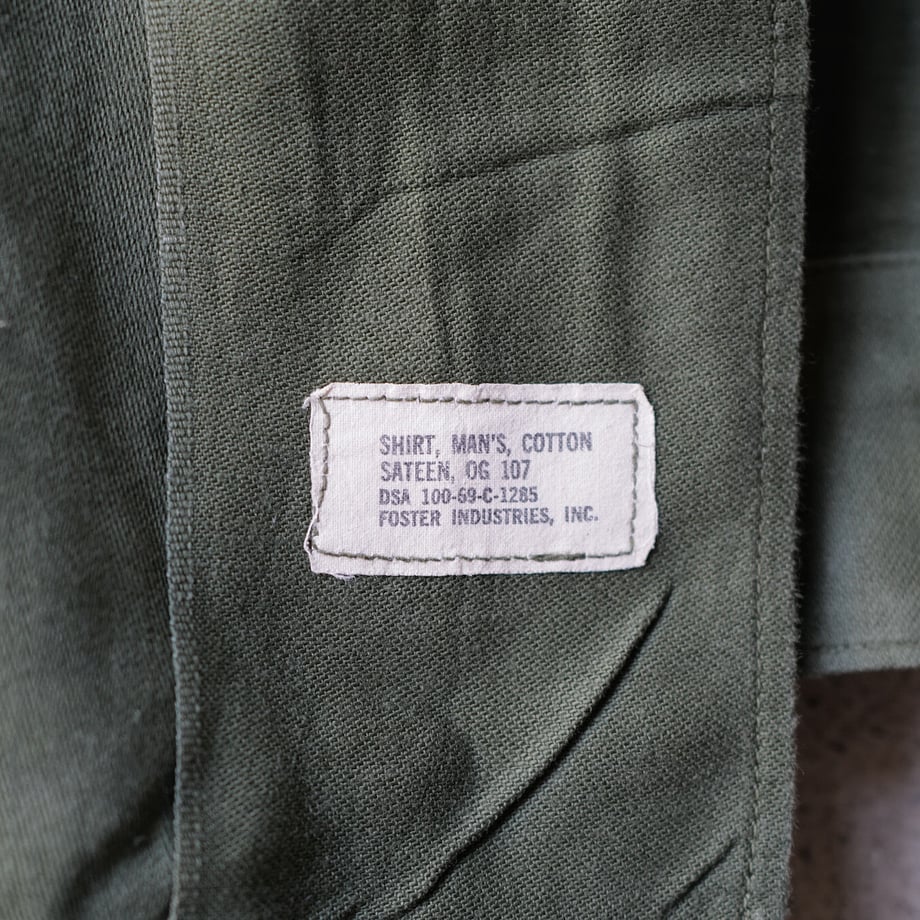 SHIRT, MAN'S, COTTON
SATEEN, OG 107
DSA 100-69-C-1285
FOSTER INDUSTRIES, INC.